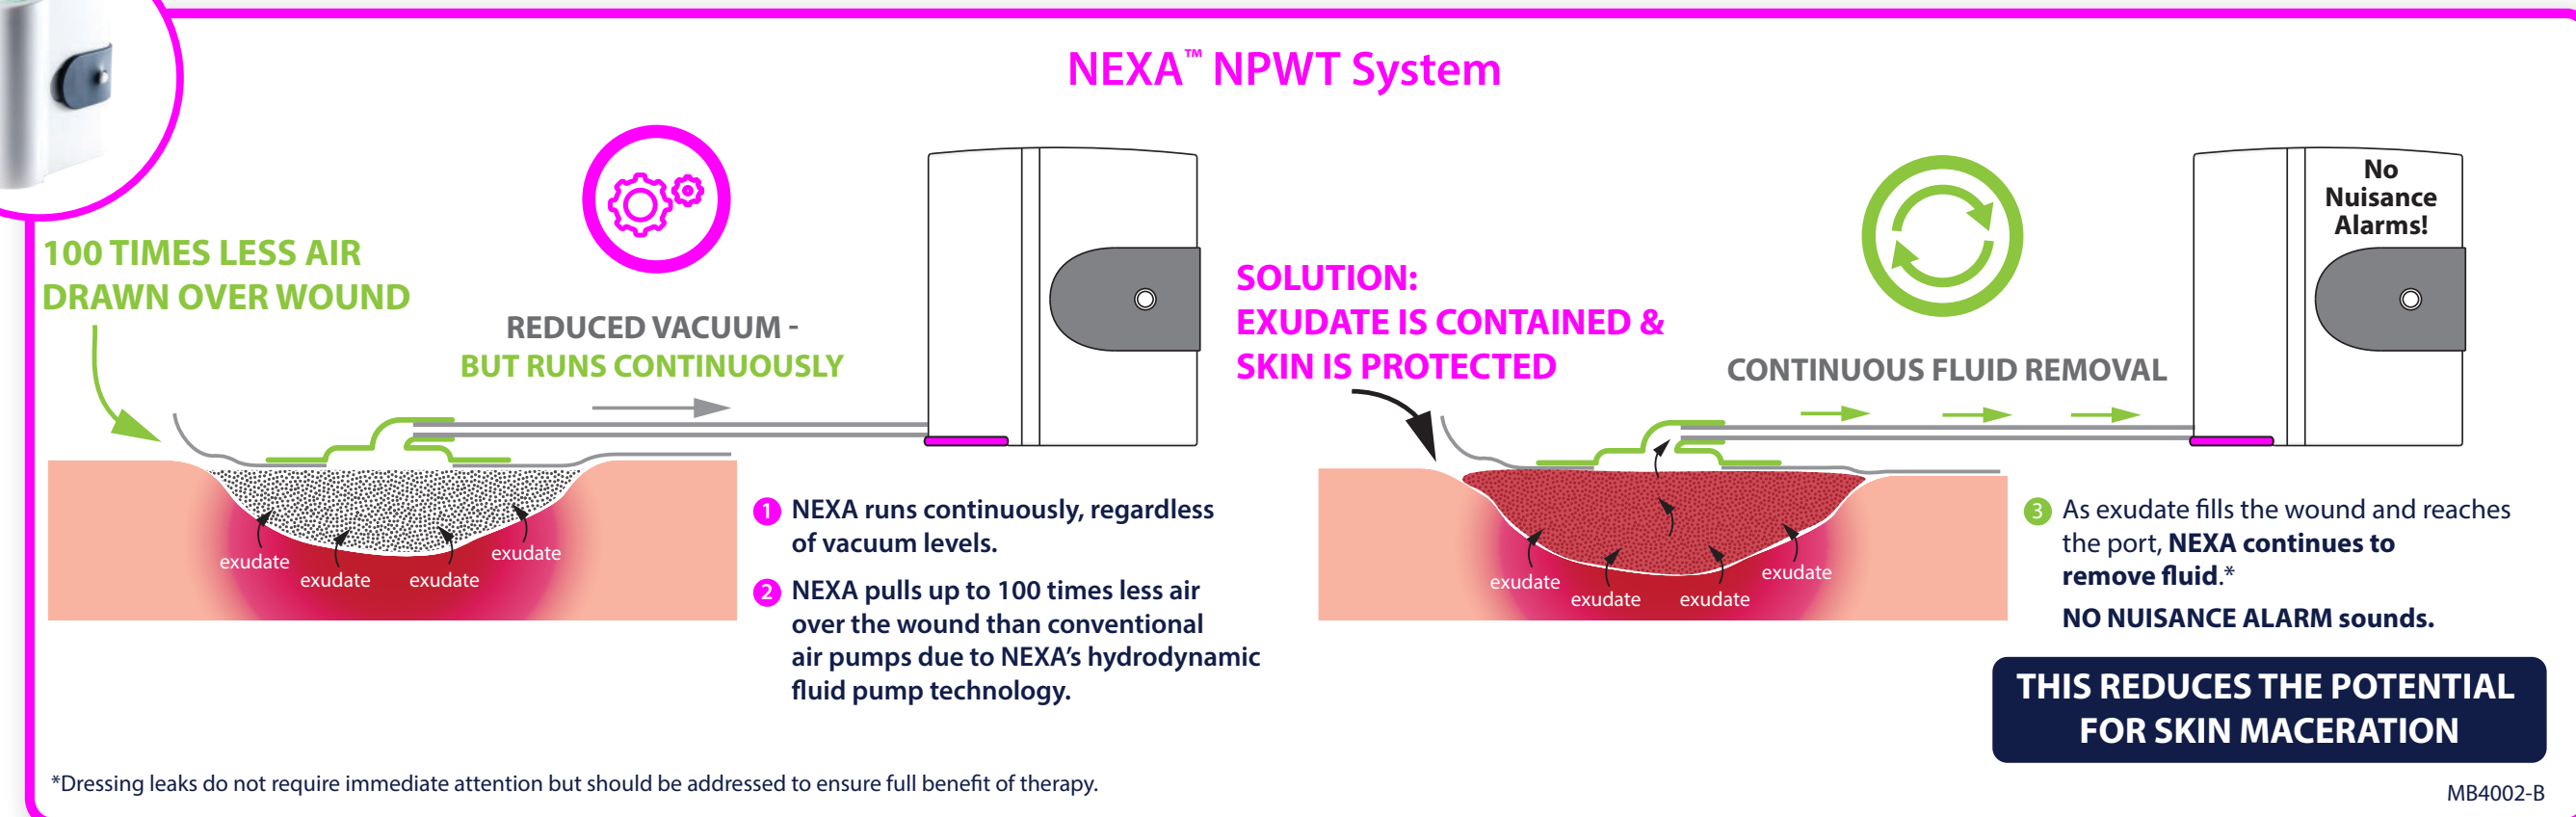 NEXA™ NPWT System
100 TIMES LESS AIR
DRAWN OVER WOUND
REDUCED VACUUM -
BUT RUNS CONTINUOUSLY
exudate
exudate
exudate
exudate
1 NEXA runs continuously, regardless
of vacuum levels.
2 NEXA pulls up to 100 times less air
over the wound than conventional
air pumps due to NEXA’s hydrodynamic
fluid pump technology.
SOLUTION:
EXUDATE IS CONTAINED &
SKIN IS PROTECTED
CONTINUOUS FLUID REMOVAL
No
Nuisance
Alarms!
exudate
exudate
exudate
exudate
3 As exudate fills the wound and reaches
the port, NEXA continues to
remove fluid.*
NO NUISANCE ALARM sounds.
THIS REDUCES THE POTENTIAL
FOR SKIN MACERATION
*Dressing leaks do not require immediate attention but should be addressed to ensure full benefit of therapy.
MB4002-B